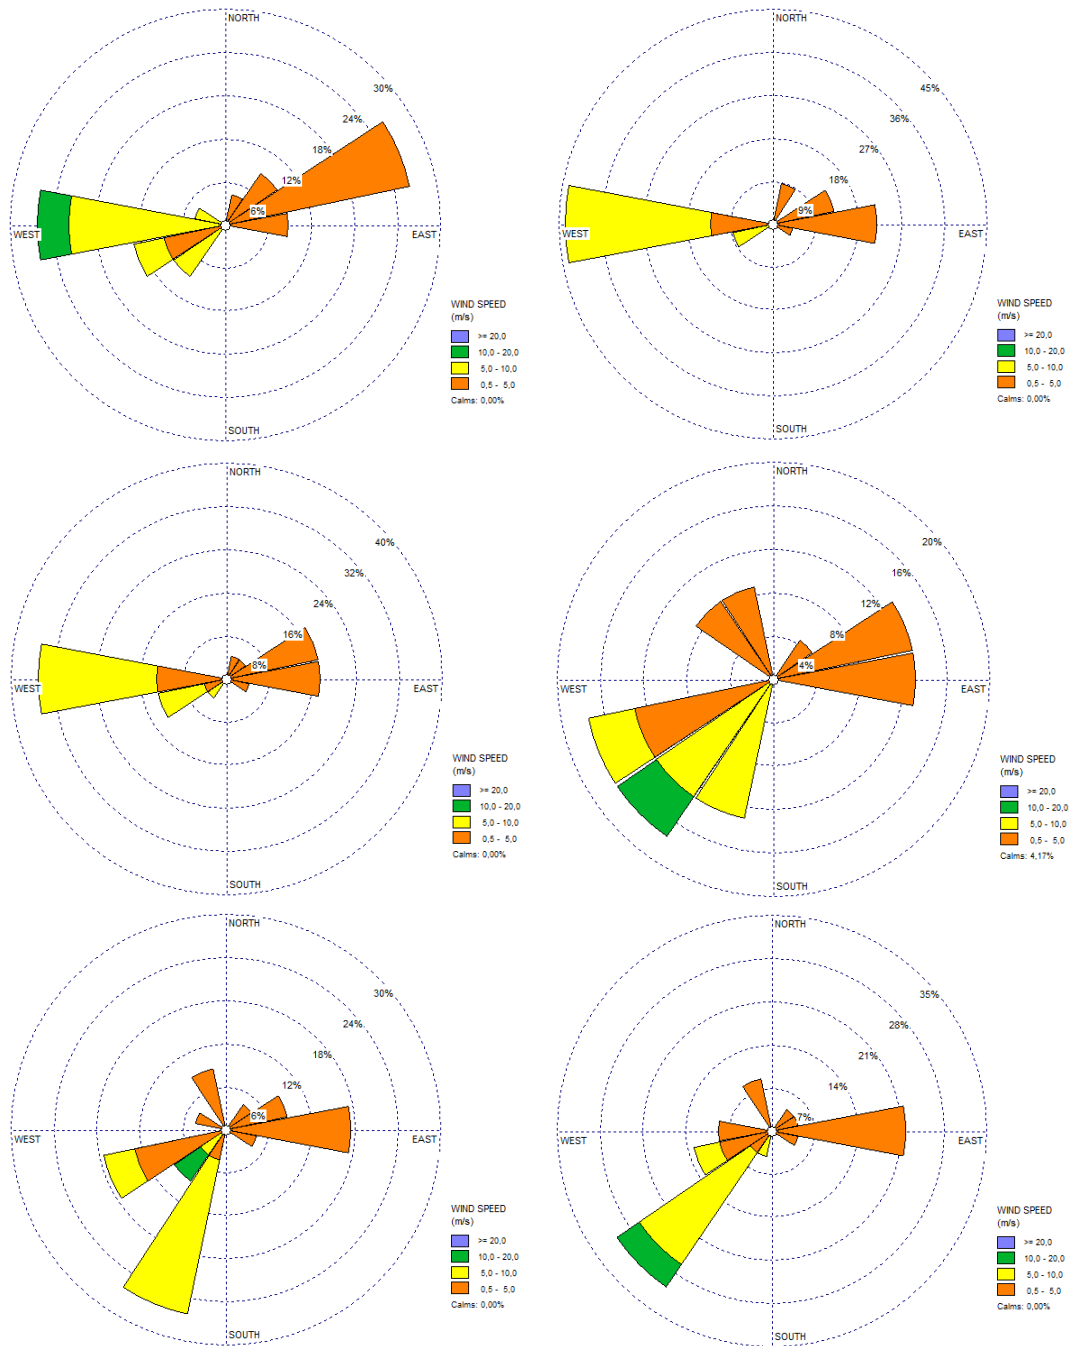 NORTH
30%
24%
18%
12%
6%
WEST
EAST
SOUTH
WIND SPEED
(m/s)
>= 20,0
10,0 - 20,0
5,0 - 10,0
0,5 - 5,0
Calms: 0,00%
NORTH
45%
36%
27%
18%
9%
WEST
EAST
SOUTH
WIND SPEED
(m/s)
>= 20,0
10,0 - 20,0
5,0 - 10,0
0,5 - 5,0
Calms: 0,00%
NORTH
40%
32%
24%
16%
8%
WEST
EAST
SOUTH
WIND SPEED
(m/s)
>= 20,0
10,0 - 20,0
5,0 - 10,0
0,5 - 5,0
Calms: 0,00%
NORTH
20%
16%
12%
8%
4%
WEST
EAST
SOUTH
WIND SPEED
(m/s)
>= 20,0
10,0 - 20,0
5,0 - 10,0
0,5 - 5,0
Calms: 4,17%
NORTH
30%
24%
18%
12%
6%
WEST
EAST
SOUTH
WIND SPEED
(m/s)
>= 20,0
10,0 - 20,0
5,0 - 10,0
0,5 - 5,0
Calms: 0,00%
NORTH
35%
28%
21%
14%
7%
WEST
EAST
SOUTH
WIND SPEED
(m/s)
>= 20,0
10,0 - 20,0
5,0 - 10,0
0,5 - 5,0
Calms: 0,00%